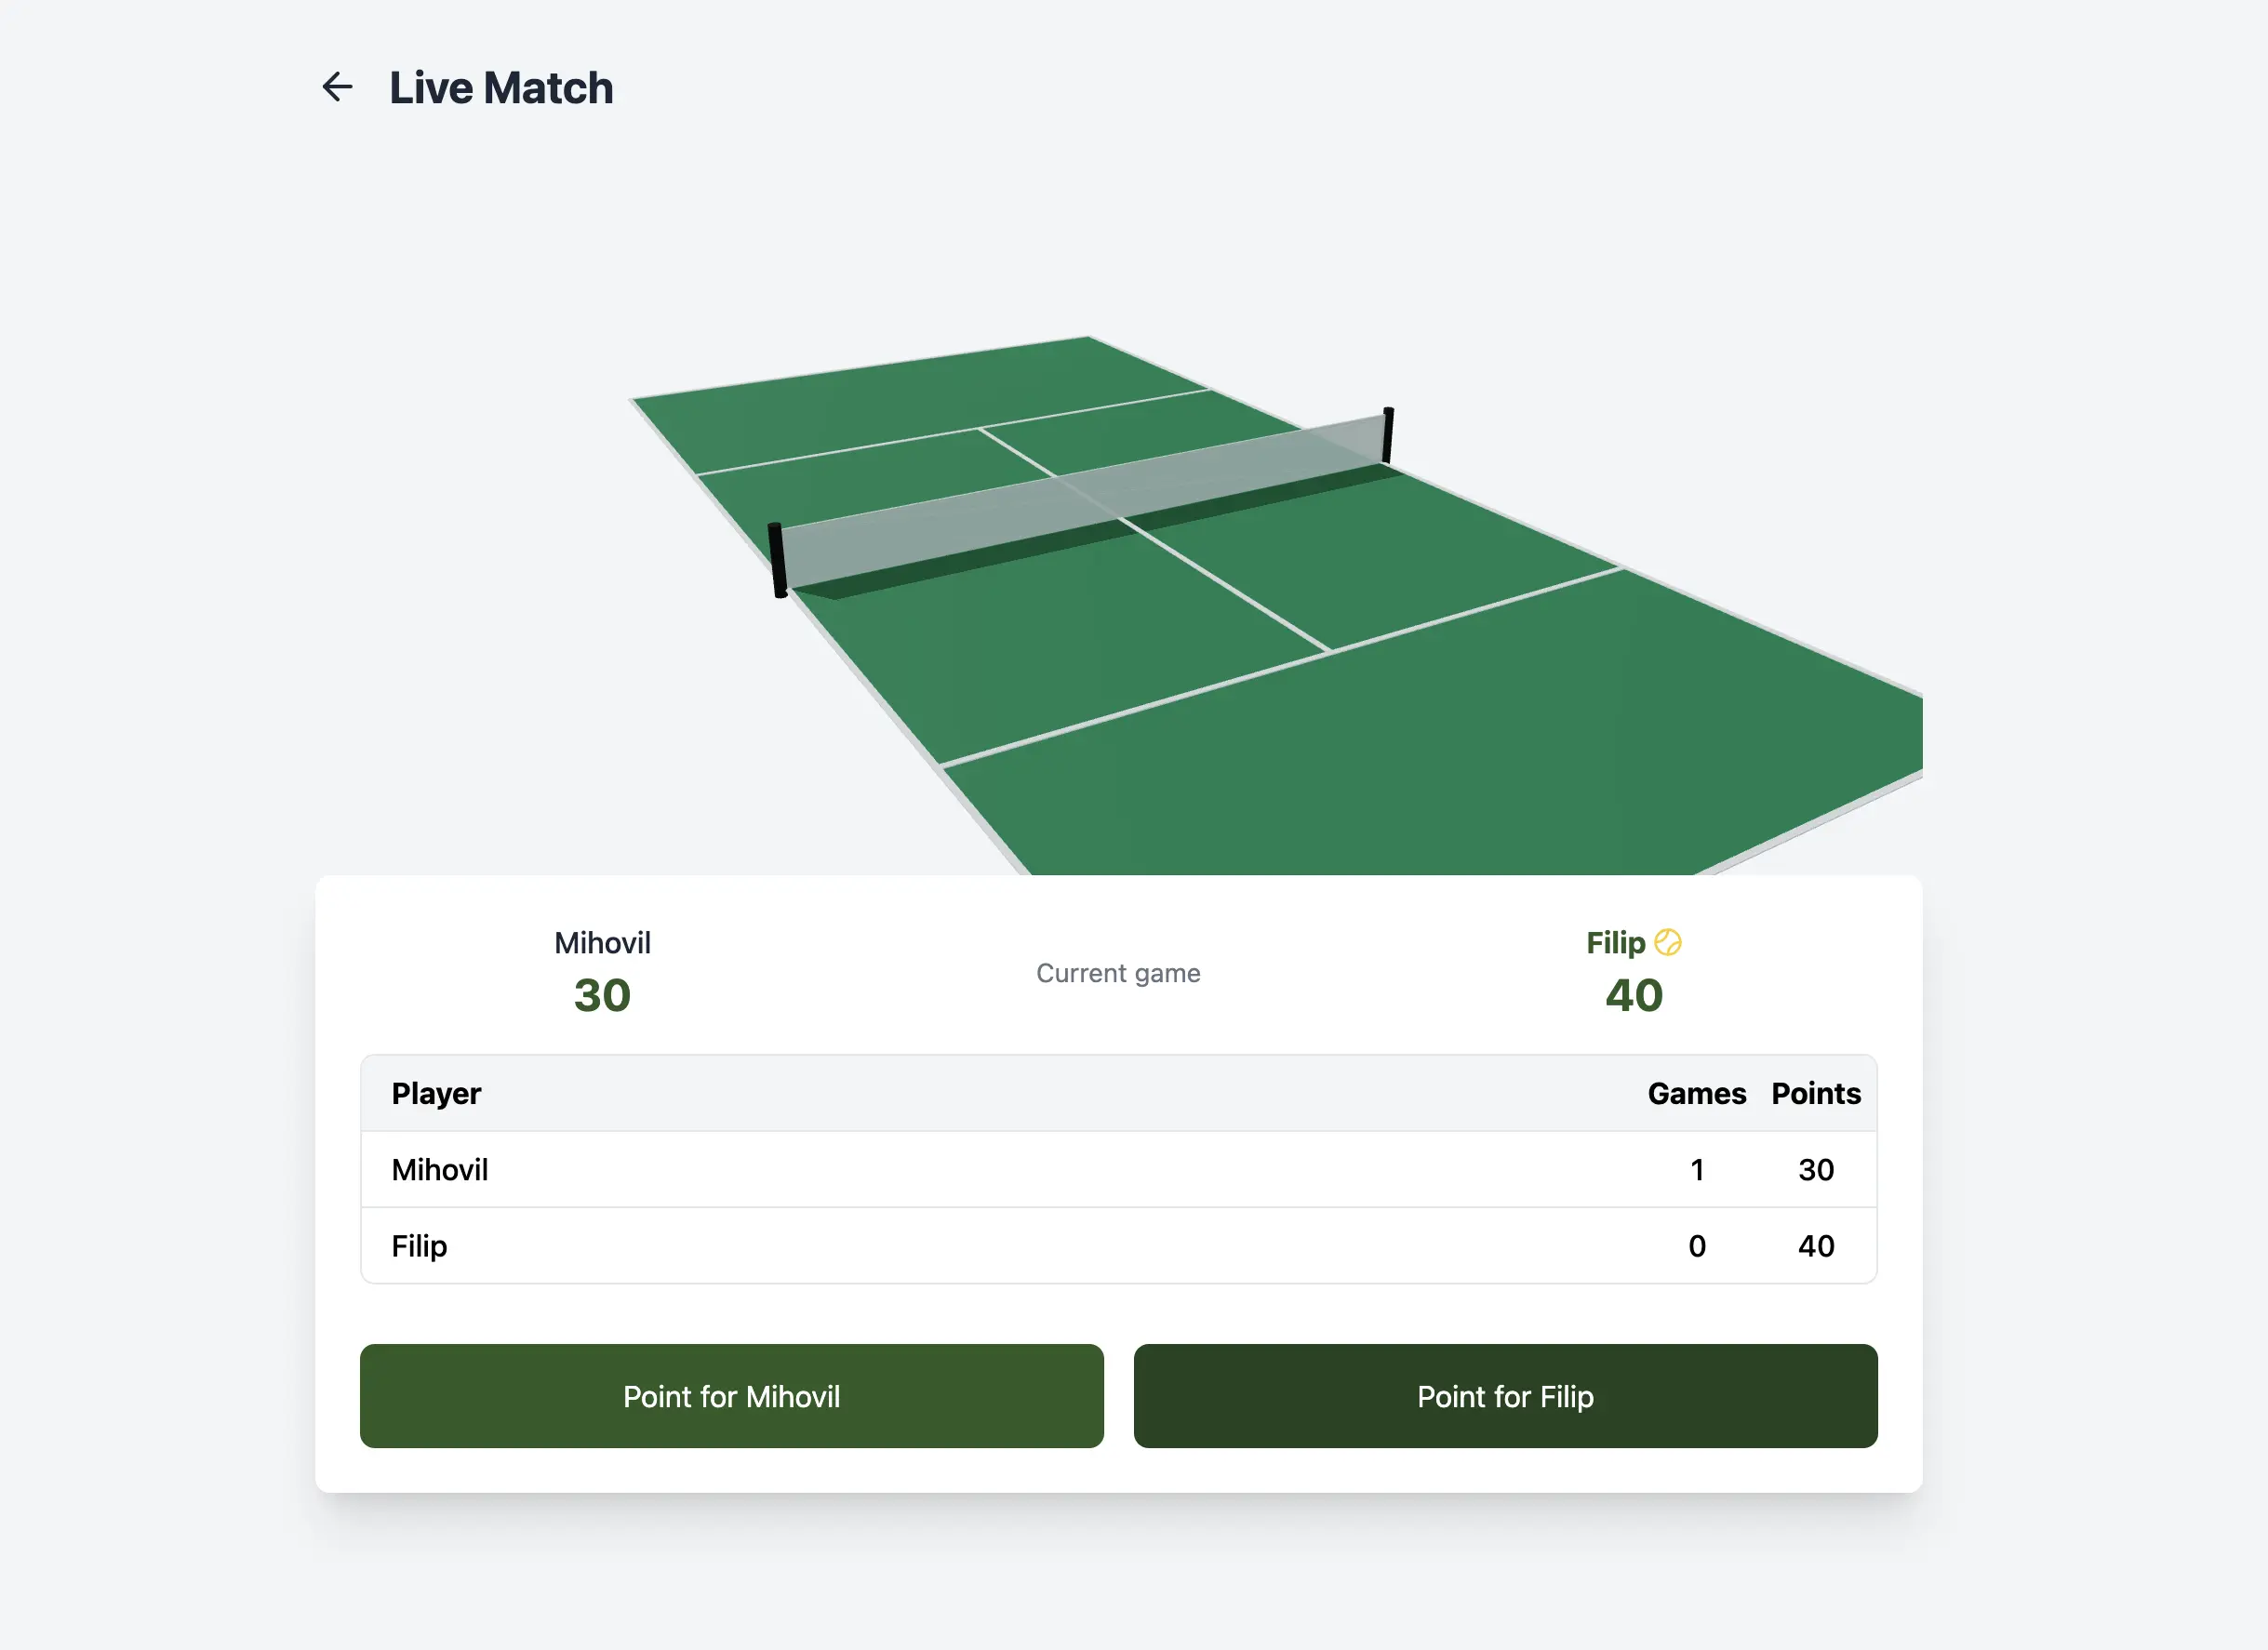 Live Match
Mihovil
30
Current game
Filip
40
Player Games Points
Mihovil 1 30
Filip 0 40
Point for Mihovil
Point for Filip